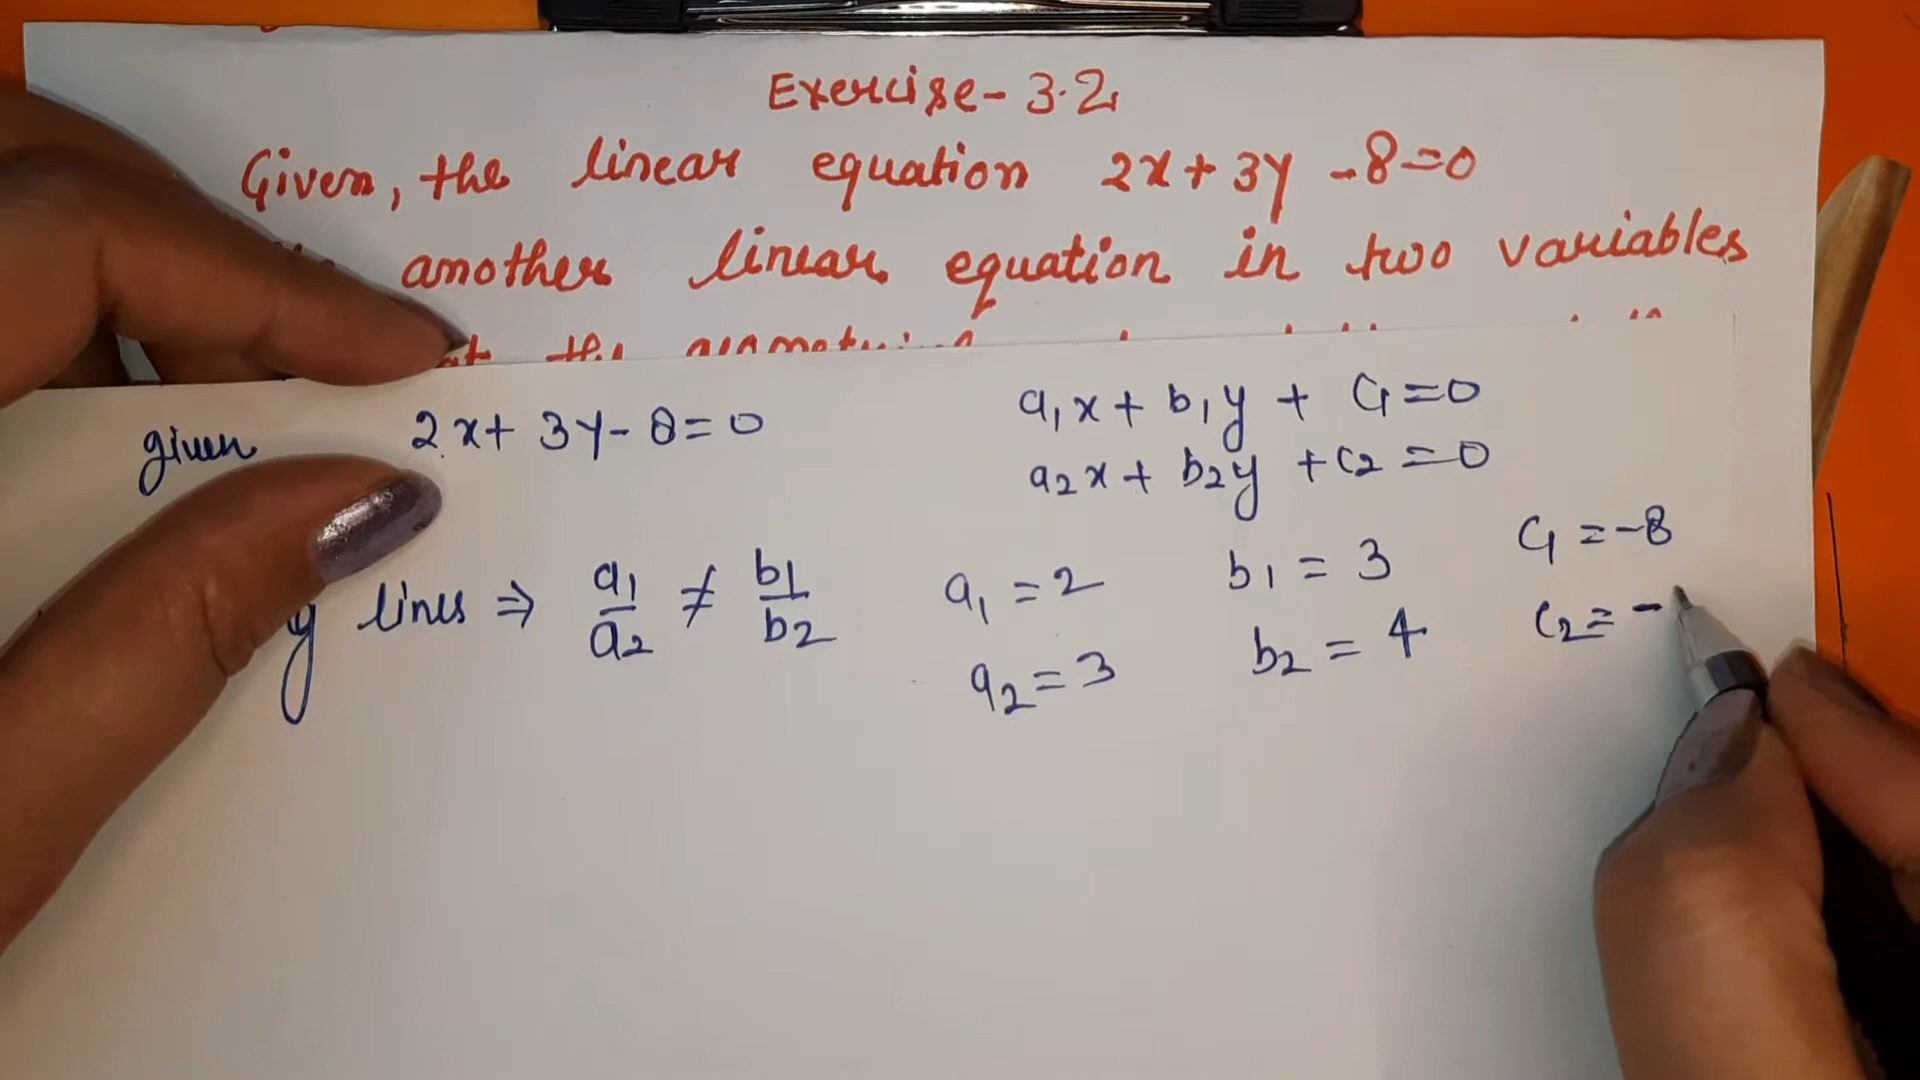 Exercise - 3.2
Given, the linear equation 2x + 3y - 8 = 0
another linear equation in two variables
the
given 2x + 3y - 8 = 0
a₁x + b₁y + c₁ = 0
a₂x + b₂y + c₂ = 0
lines ⇒ a₁/a₂ ≠ b₁/b₂
a₁ = 2 b₁ = 3 c₁ = -8
a₂ = 3 b₂ = 4 c₂ = -